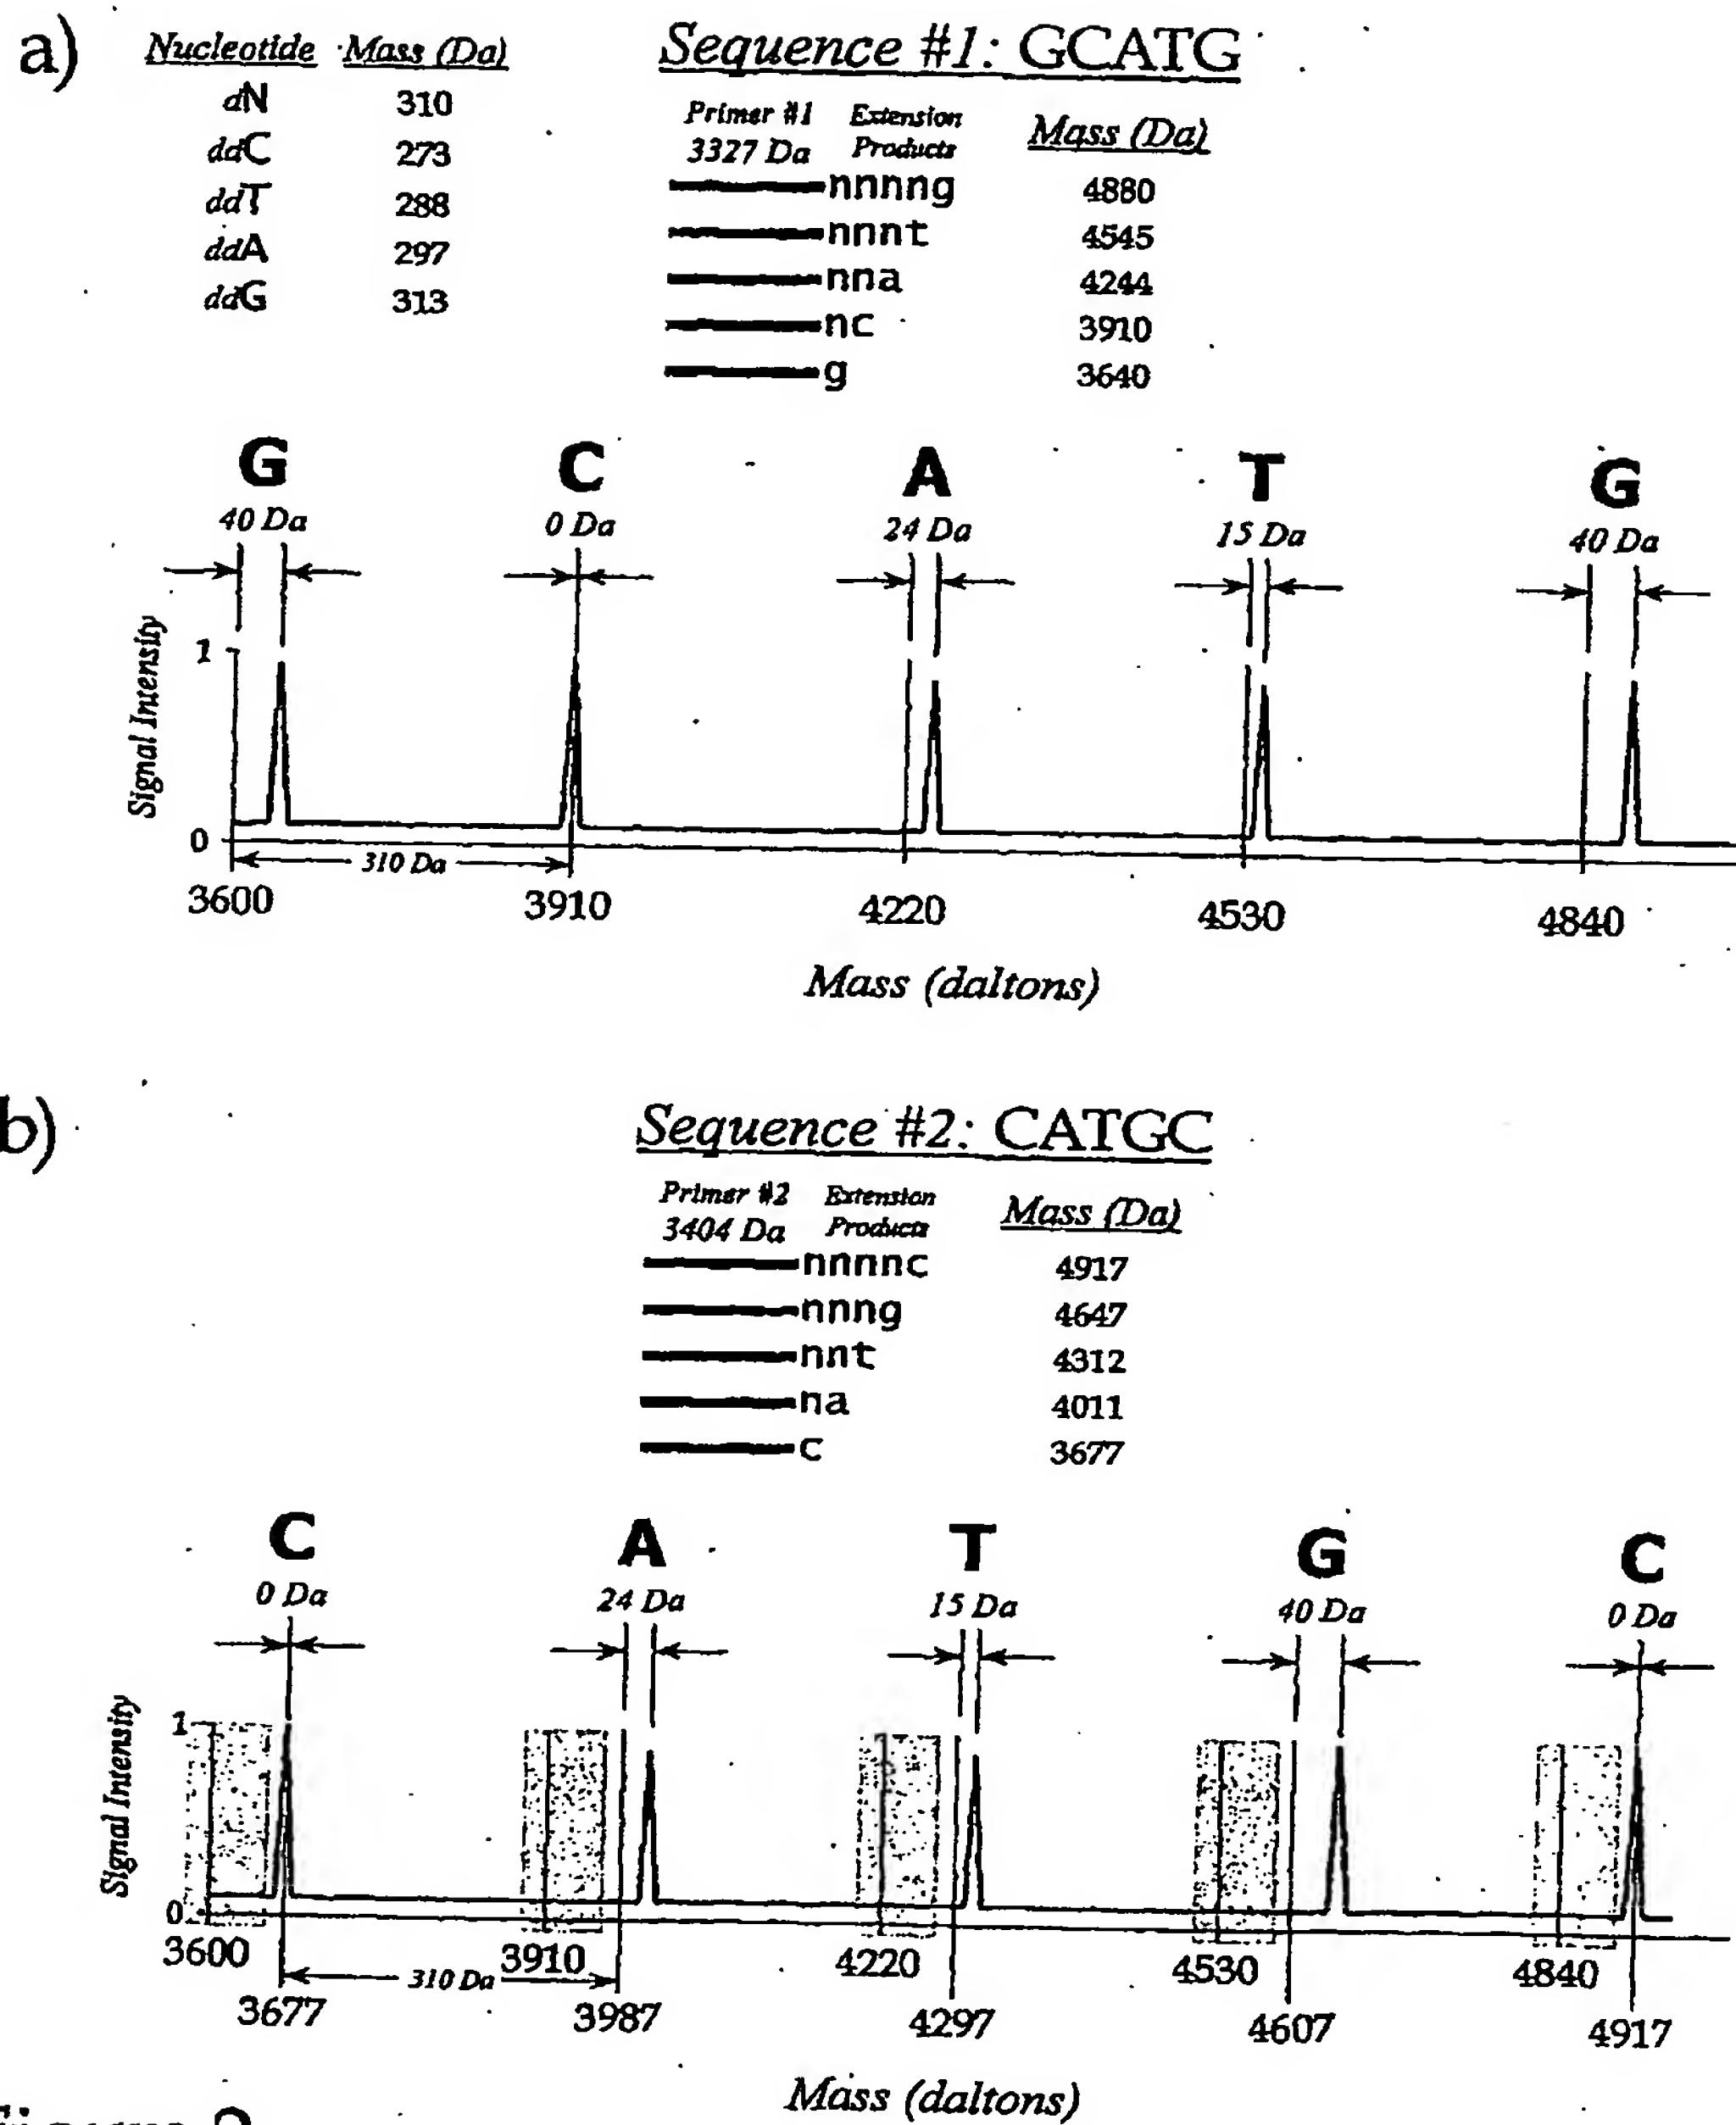 a)
Nucleotide Mass (Da)
dN 310
ddC 273
ddT 288
ddA 297
ddG 313
Sequence #1: GCATG
Primer #1 Extension Mass (Da)
3327 Da Products
nnnng 4880
nnnt 4545
nna 4244
nc 3910
g 3640
G C A T G
40 Da 0 Da 24 Da 15 Da 40 Da
Signal Intensity
1
0
310 Da
3600 3910 4220 4530 4840
Mass (daltons)
b)
Sequence #2: CATGC
Primer #2 Extension Mass (Da)
3404 Da Products
nnnnc 4917
nnng 4647
nnt 4312
na 4011
c 3677
C A T G C
0 Da 24 Da 15 Da 40 Da 0 Da
Signal Intensity
1
0
3600 3910 4220 4530 4840
310 Da
3677 3987 4297 4607 4917
Mass (daltons)